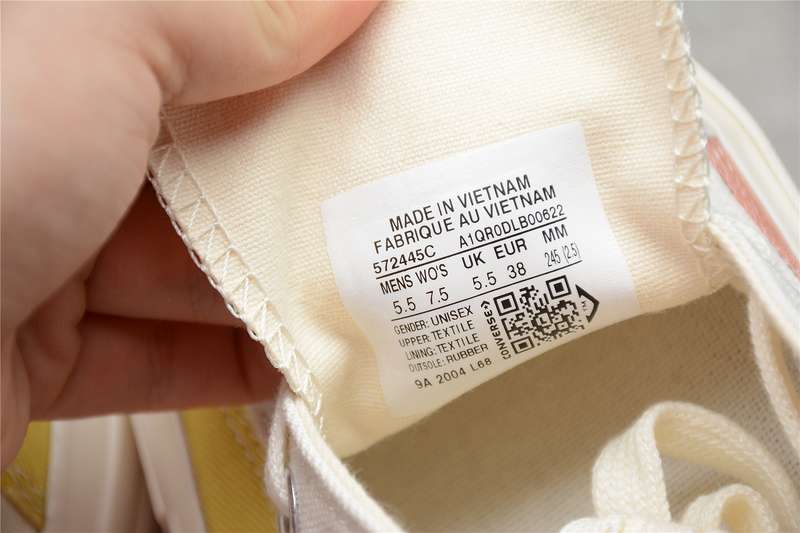 MADE IN VIETNAM
FABRIQUE AU VIETNAM
572445C A1QR0DLB00622
MENS WO'S UK EUR MM
5.5 7.5 5.5 38 245 (2.5)
GENDER: UNISEX
UPPER: TEXTILE
LINING: TEXTILE
OUTSOLE: RUBBER
9A 2004 L68
CONVERSE